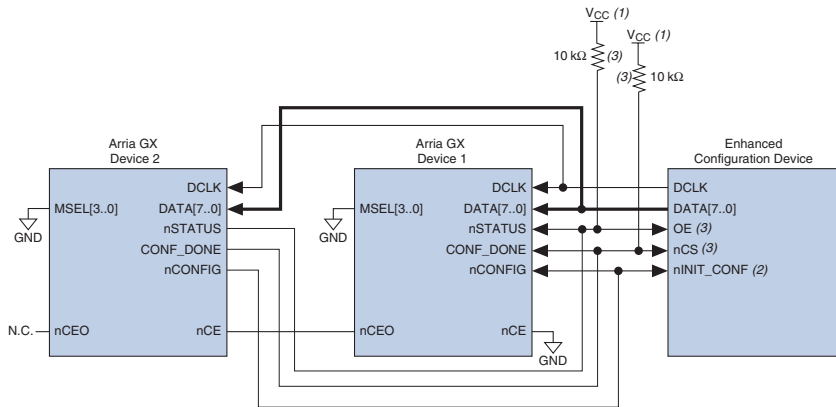 VCC (1)
VCC (1)
10 kΩ
(3)
(3)
10 kΩ
Arria GX
Device 2
Arria GX
Device 1
Enhanced
Configuration Device
DCLK
DCLK
DCLK
MSEL[3..0]
DATA[7..0]
MSEL[3..0]
DATA[7..0]
DATA[7..0]
GND
nSTATUS
GND
nSTATUS
OE (3)
CONF_DONE
CONF_DONE
nCS (3)
nCONFIG
nCONFIG
nINIT_CONF (2)
N.C.
nCEO
nCE
nCEO
nCE
GND